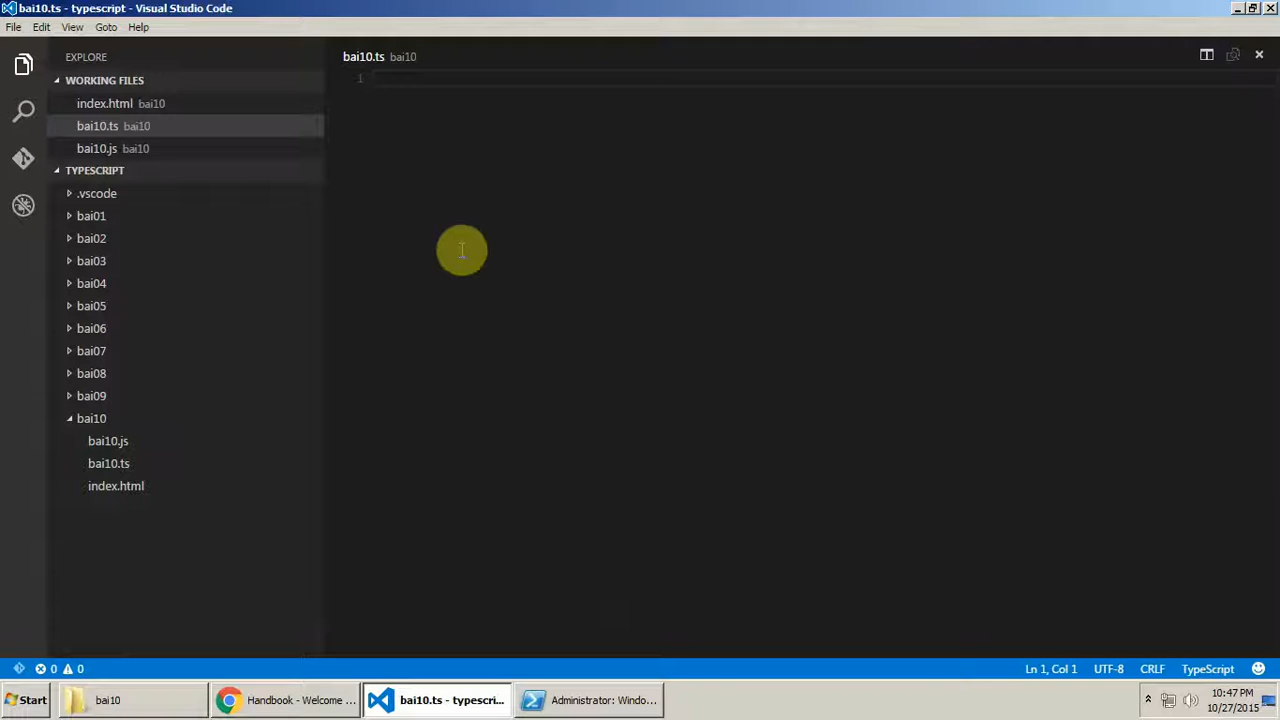 bai10.ts - typescript - Visual Studio Code
File Edit View Goto Help
EXPLORE
WORKING FILES
index.html bai10
bai10.ts bai10
bai10.js bai10
TYPESCRIPT
.vscode
bai01
bai02
bai03
bai04
bai05
bai06
bai07
bai08
bai09
bai10
bai10.js
bai10.ts
index.html
bai10.ts bai10
1
0 0
Ln 1, Col 1 UTF-8 CRLF TypeScript
Start bai10 Handbook - Welcome ... bai10.ts - typescri... Administrator: Windo...
10:47 PM
10/27/2015